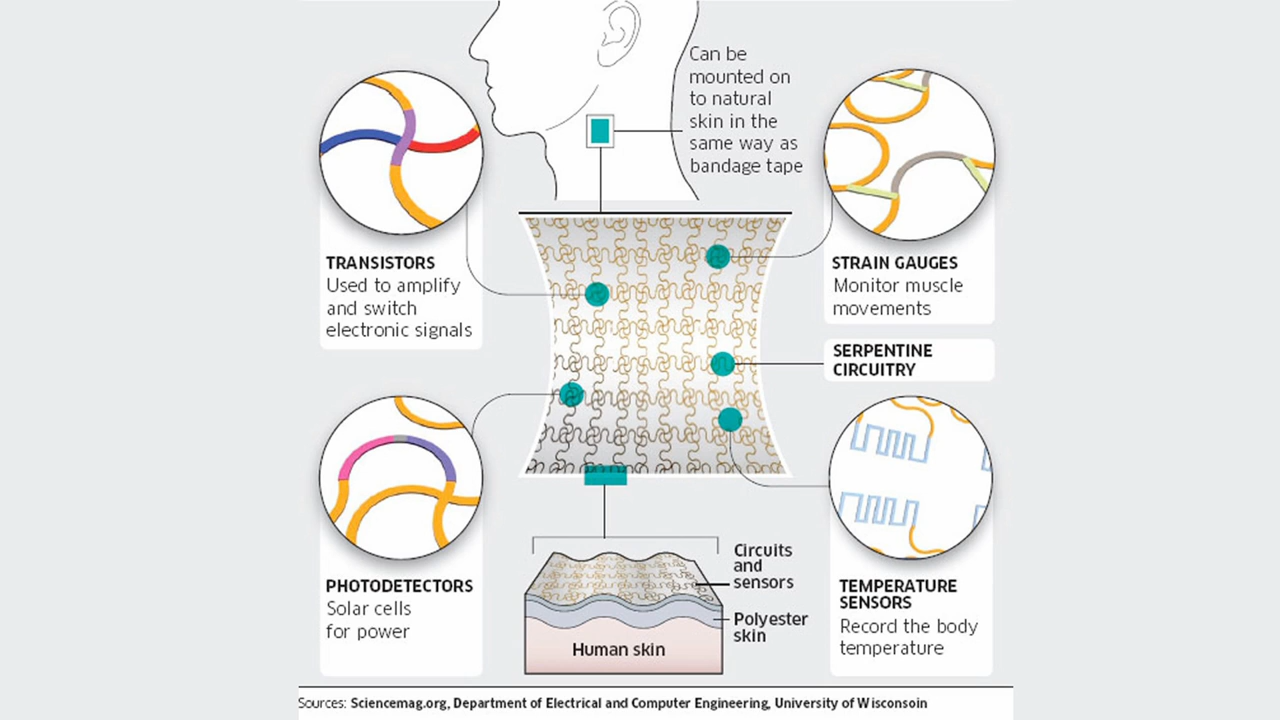 Can be
mounted on
to natural
skin in the
same way as
bandage tape
TRANSISTORS
Used to amplify
and switch
electronic signals
STRAIN GAUGES
Monitor muscle
movements
SERPENTINE
CIRCUITRY
PHOTODETECTORS
Solar cells
for power
Circuits
and
sensors
Polyester
skin
Human skin
TEMPERATURE
SENSORS
Record the body
temperature
Sources: Sciencemag.org, Department of Electrical and Computer Engineering, University of Wisconsoin